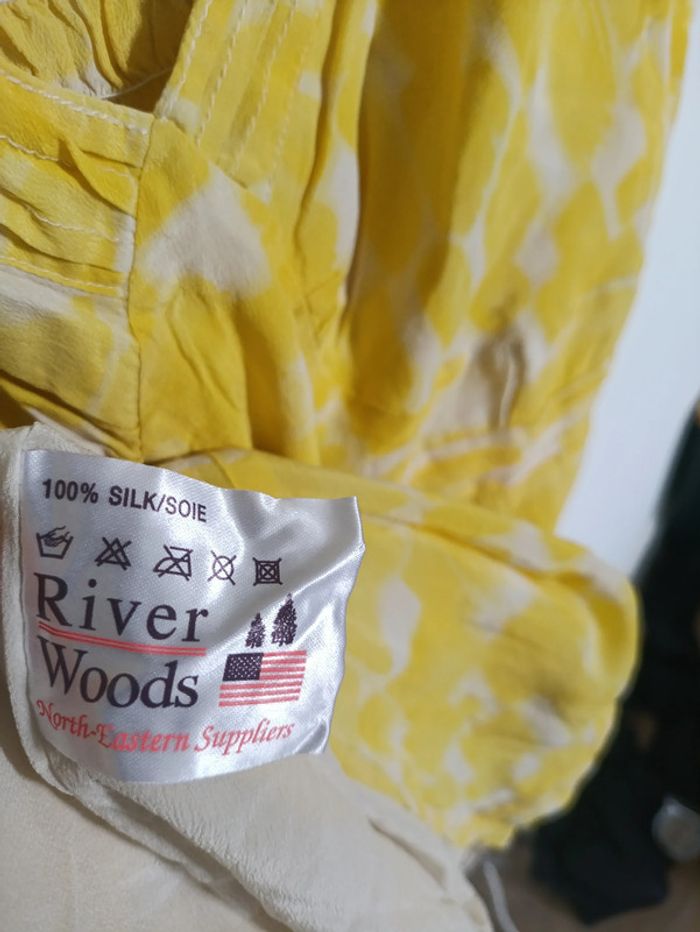 100% SILK/SOIE
River
Woods
North-Eastern Suppliers